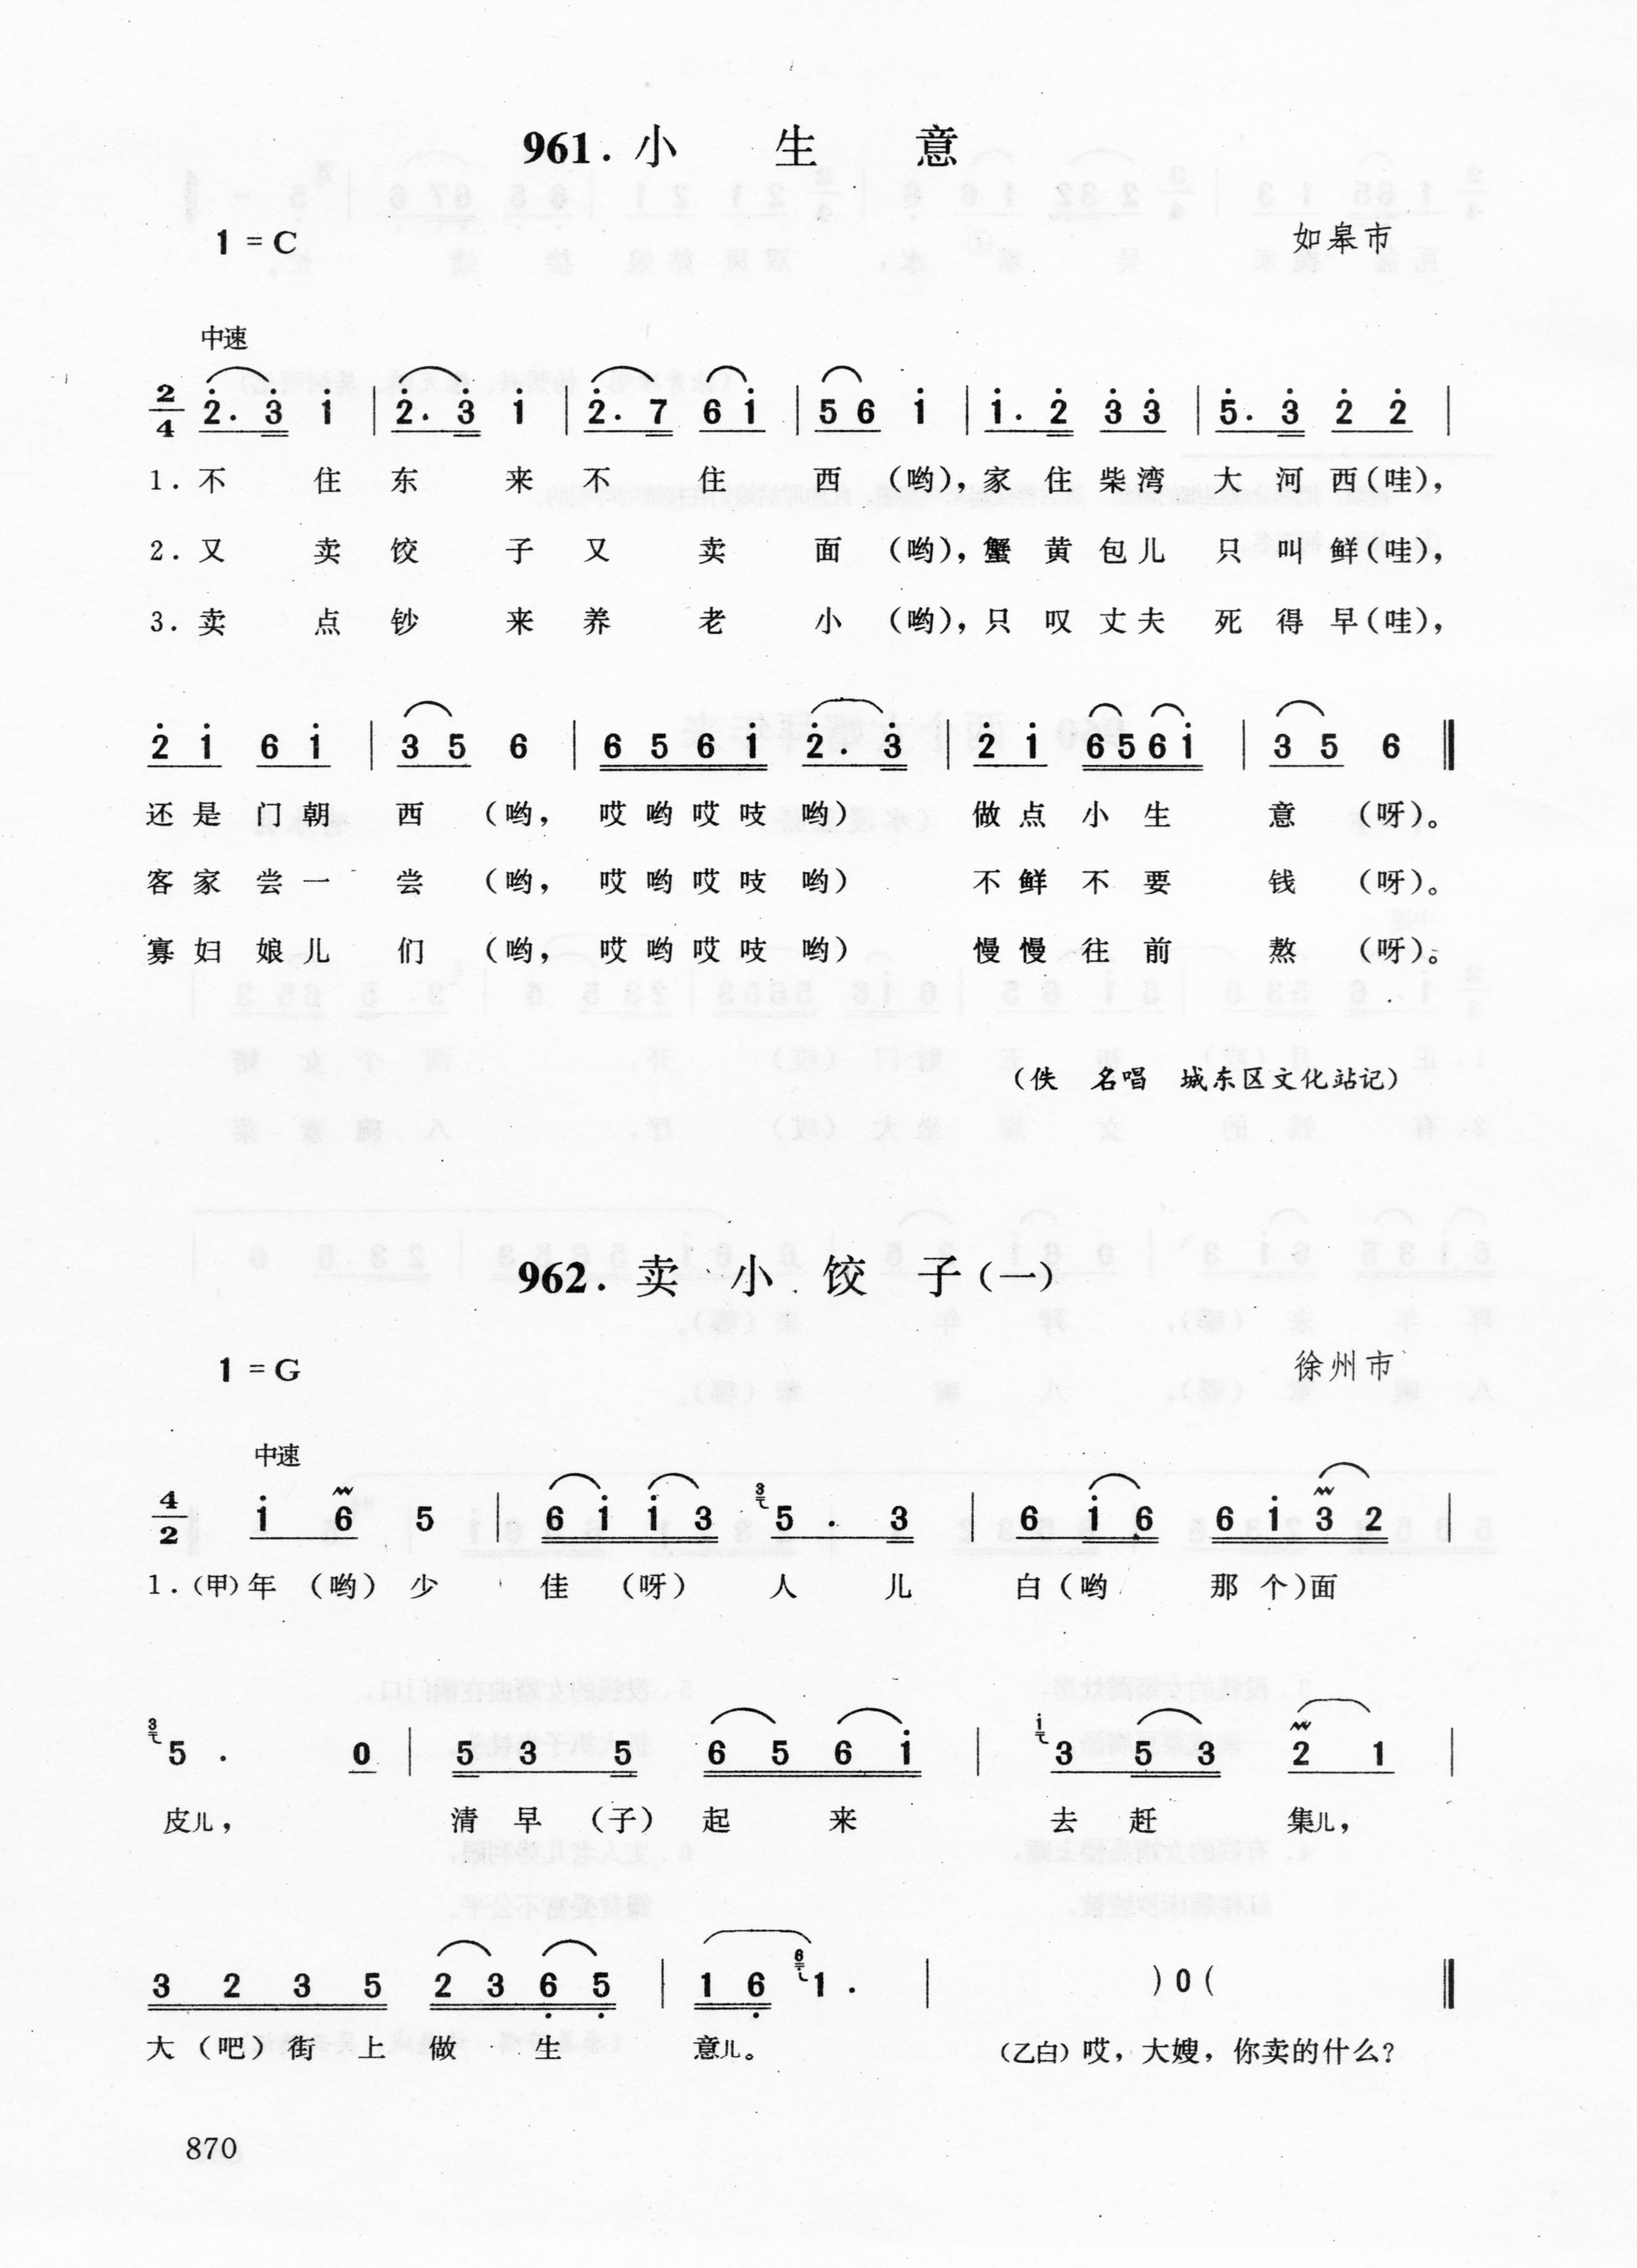 961. 小 生 意
1 = C 如皋市
中速
2/4 2̇. 3̇ 1̇ | 2̇. 3̇ 1̇ | 2̇. 7 6 1̇ | 5 6 1̇ | 1̇. 2̇ 3̇ 3̇ | 5̇. 3̇ 2̇ 2̇ |
1. 不 住 东 来 不 住 西 (哟), 家 住 柴 湾 大 河 西(哇),
2. 又 卖 饺 子 又 卖 面 (哟), 蟹 黄 包 儿 只 叫 鲜(哇),
3. 卖 点 钞 来 养 老 小 (哟), 只 叹 丈 夫 死 得 早(哇),
2̇ 1̇ 6 1̇ | 3 5 6 | 6 5 6 1̇ 2̇. 3̇ | 2̇ 1̇ 6 5 6 1̇ | 3 5 6 ‖
还 是 门 朝 西 (哟, 哎 哟 哎 吱 哟) 做 点 小 生 意 (呀)。
客 家 尝 一 尝 (哟, 哎 哟 哎 吱 哟) 不 鲜 不 要 钱 (呀)。
寡 妇 娘 儿 们 (哟, 哎 哟 哎 吱 哟) 慢 慢 往 前 熬 (呀)。
(佚 名唱 城东区文化站记)
962. 卖 小 饺 子 (一)
1 = G 徐州市
中速
4/2 1̇ 6 5 | 6 1̇ 1̇ 3 3 5 . 3 | 6 1̇ 6 6 1̇ 3 2 |
1. (甲) 年 (哟) 少 佳 (呀) 人 儿 白 (哟 那 个) 面
3 5 . 0 | 5 3 5 6 5 6 1̇ | 1̇ 3 5 3 2 1 |
皮儿, 清 早 (子) 起 来 去 赶 集儿,
3 2 3 5 2 3 6̣ 5̣ | 1 6̣ 6 1 . | ) 0 ( ‖
大 (吧) 街 上 做 生 意儿。 (乙白) 哎, 大嫂, 你卖的什么?
870